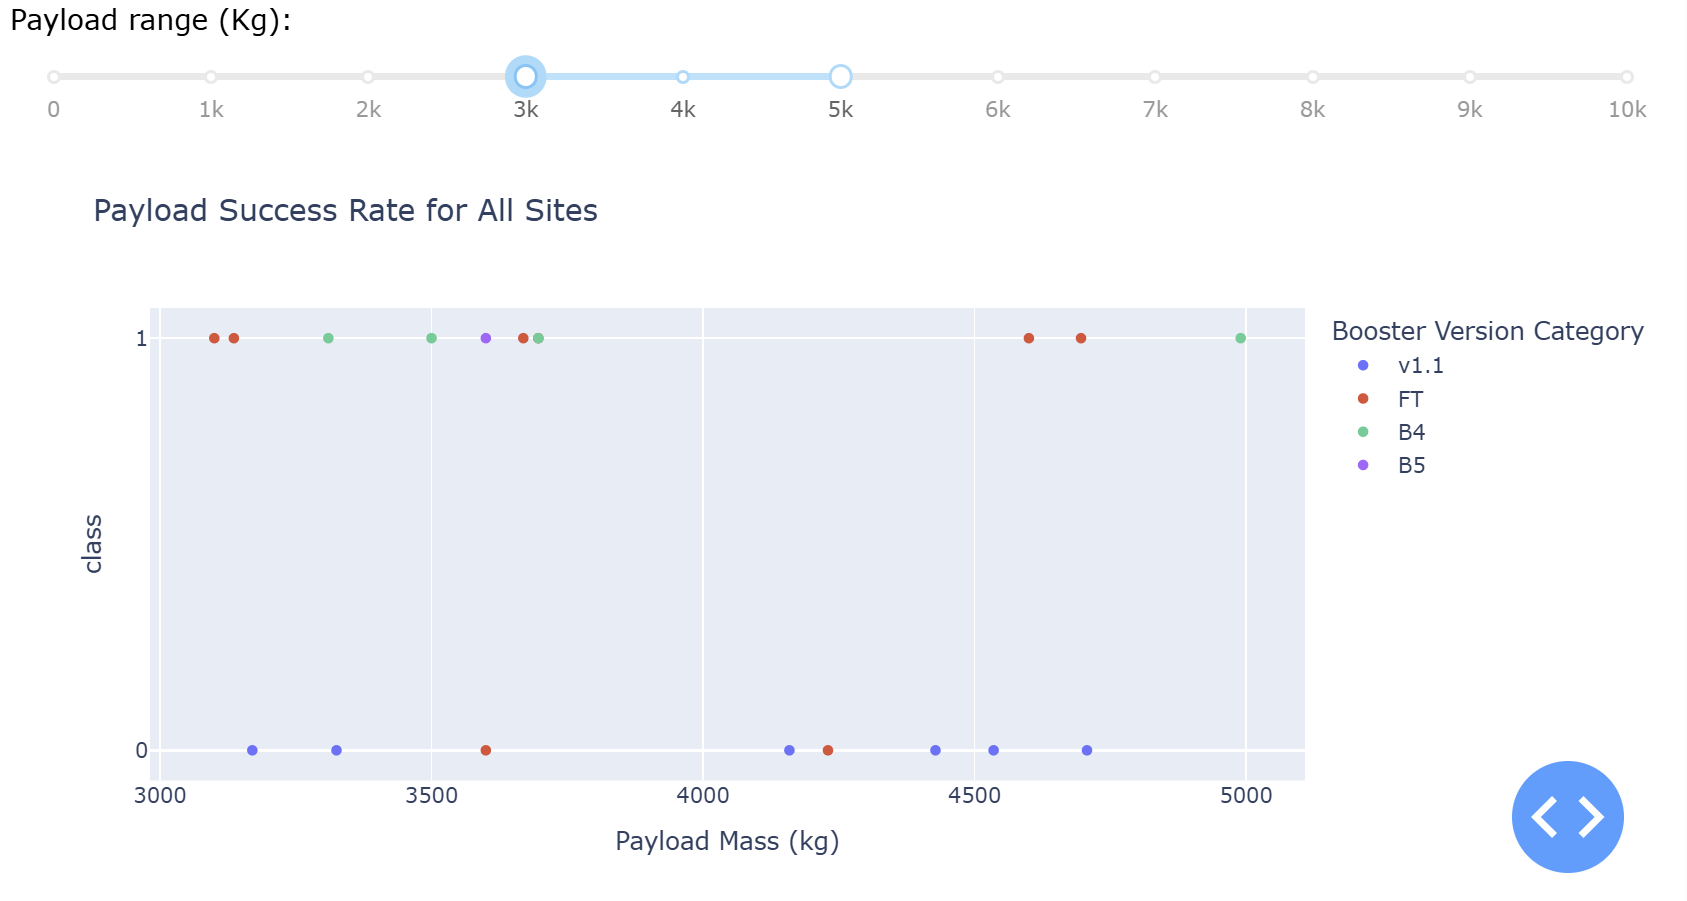 Payload range (Kg):
0 1k 2k 3k 4k 5k 6k 7k 8k 9k 10k
Payload Success Rate for All Sites
Booster Version Category
v1.1
FT
B4
B5
1
class
0
3000 3500 4000 4500 5000
Payload Mass (kg)